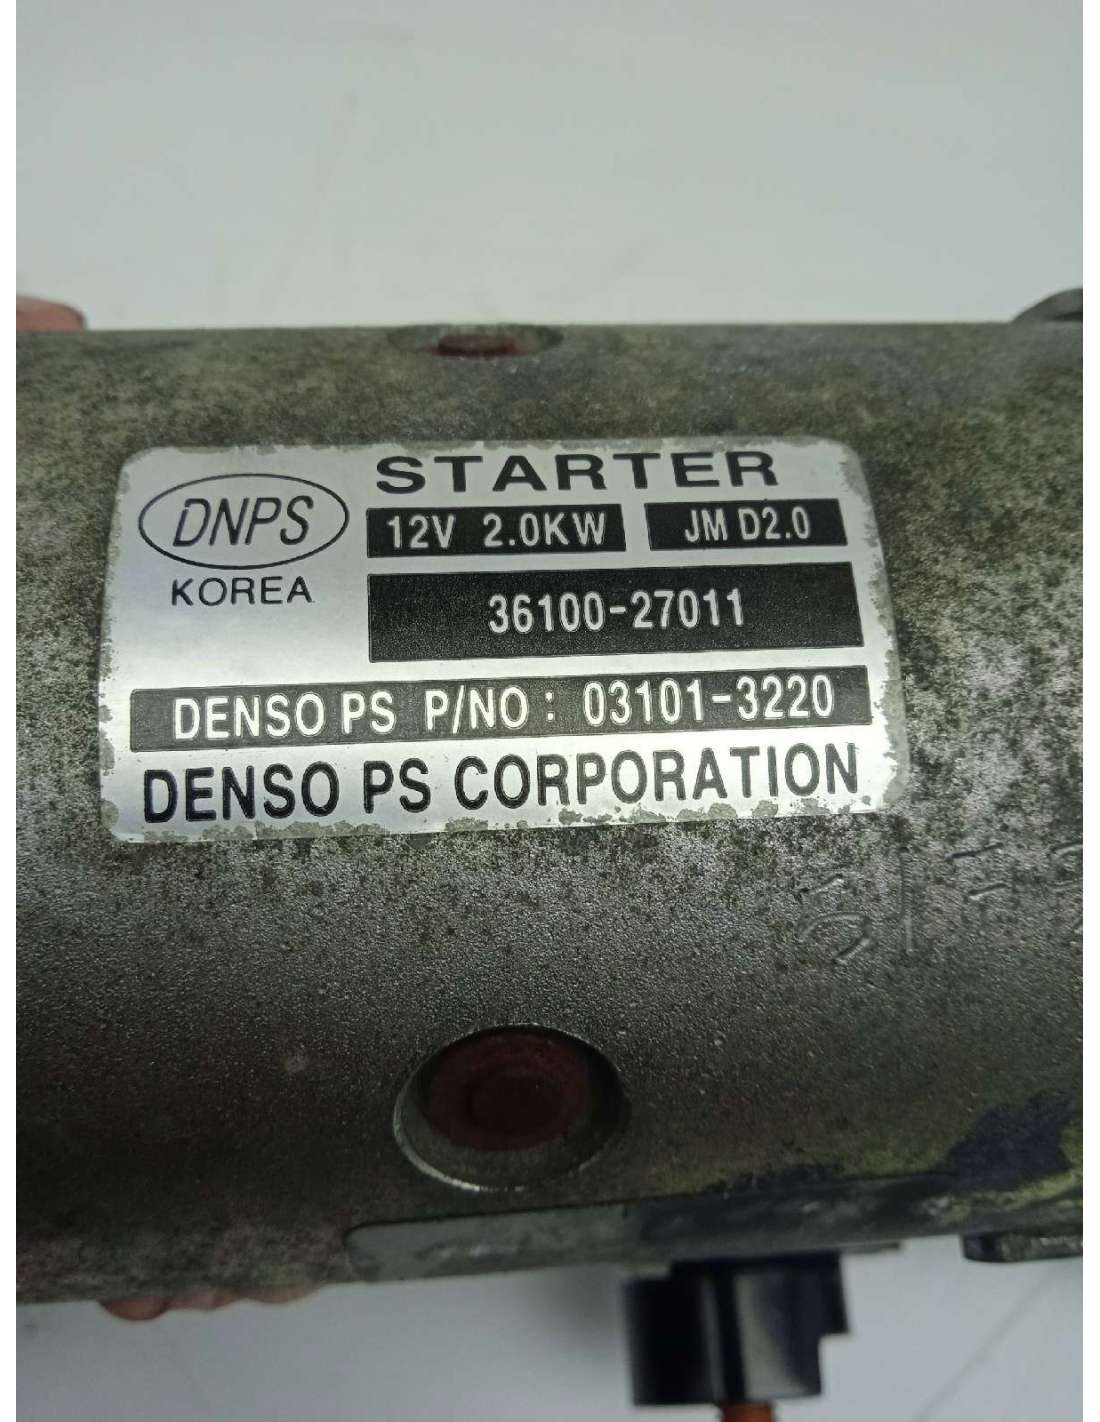 STARTER
DNPS
KOREA
12V 2.0KW
JM D2.0
36100-27011
DENSO PS P/NO : 03101-3220
DENSO PS CORPORATION